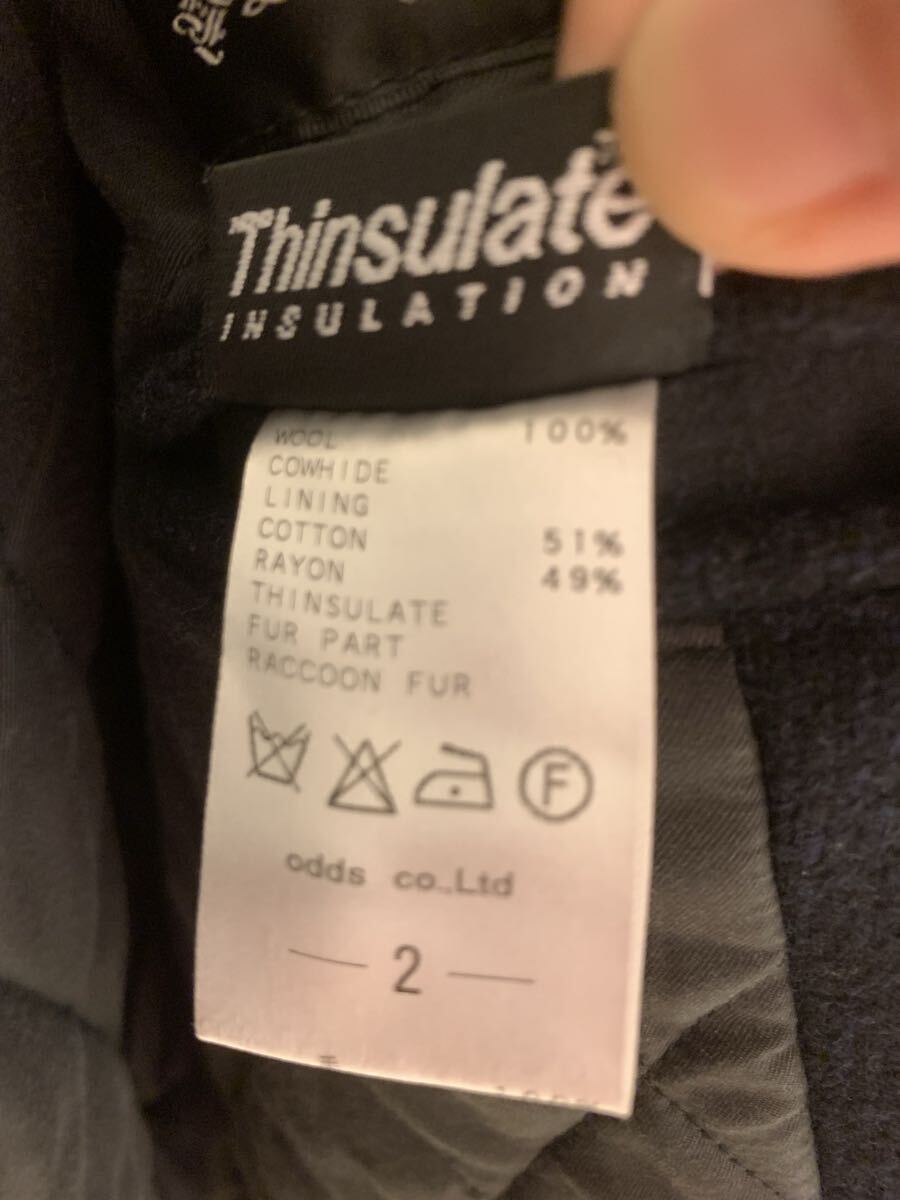 Thinsulate
INSULATION
WOOL 100%
COWHIDE
LINING
COTTON 51%
RAYON 49%
THINSULATE
FUR PART
RACCOON FUR
F
odds co.,Ltd
— 2 —